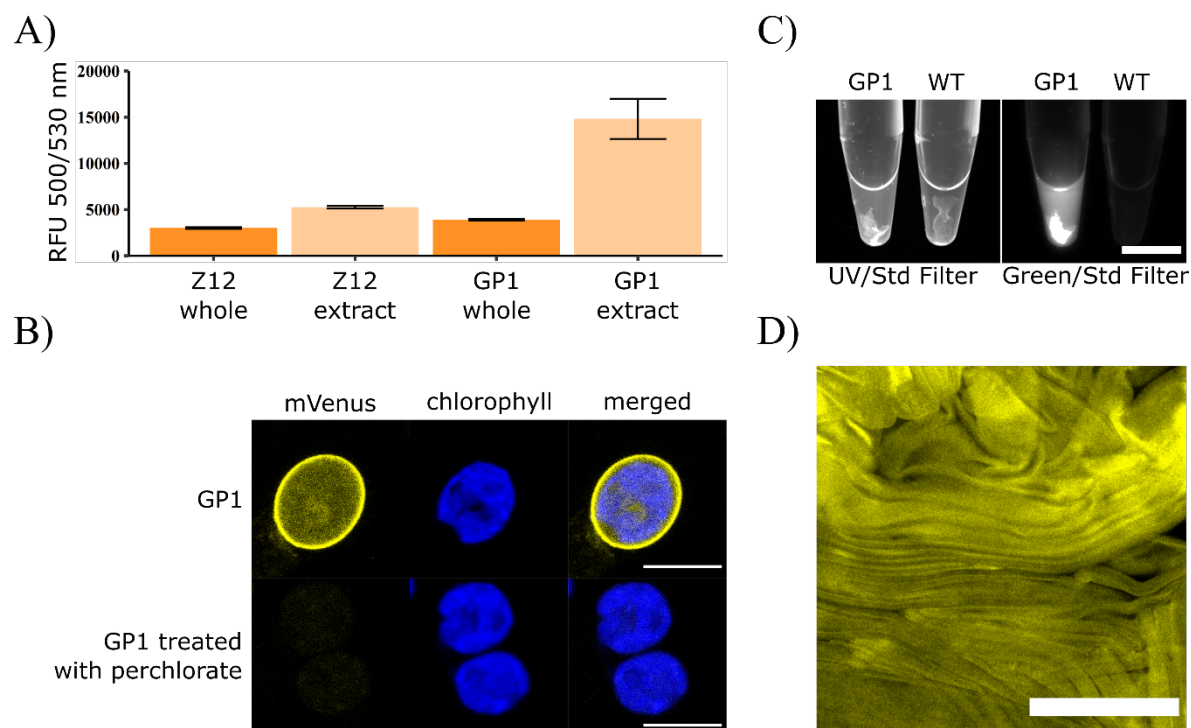 A)
20000
15000
10000
5000
0
RFU 500/530 nm
Z12 whole
Z12 extract
GP1 whole
GP1 extract
B)
mVenus chlorophyll merged
GP1
GP1 treated
with perchlorate
C)
GP1 WT GP1 WT
UV/Std Filter Green/Std Filter
D)